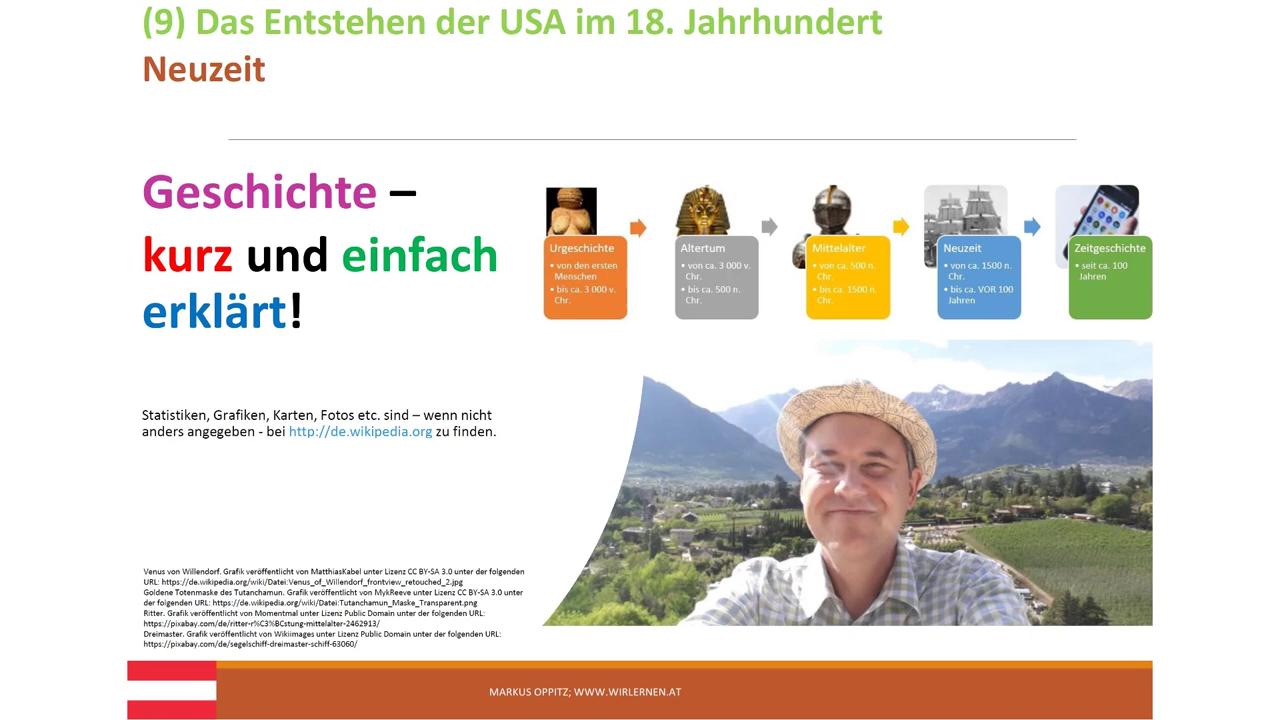 (9) Das Entstehen der USA im 18. Jahrhundert
Neuzeit
Geschichte –
kurz und einfach
erklärt!
Urgeschichte
• von den ersten
Menschen
• bis ca. 3 000 v.
Chr.
Altertum
• von ca. 3 000 v.
Chr.
• bis ca. 500 n.
Chr.
Mittelalter
• von ca. 500 n.
Chr.
• bis ca. 1500 n.
Chr.
Neuzeit
• von ca. 1500 n.
Chr.
• bis ca. VOR 100
Jahren
Zeitgeschichte
• seit ca. 100
Jahren
Statistiken, Grafiken, Karten, Fotos etc. sind – wenn nicht
anders angegeben - bei http://de.wikipedia.org zu finden.
Venus von Willendorf. Grafik veröffentlicht von MatthiasKabel unter Lizenz CC BY-SA 3.0 unter der folgenden
URL: https://de.wikipedia.org/wiki/Datei:Venus_of_Willendorf_frontview_retouched_2.jpg
Goldene Totenmaske des Tutanchamun. Grafik veröffentlicht von MykReeve unter Lizenz CC BY-SA 3.0 unter
der folgenden URL: https://de.wikipedia.org/wiki/Datei:Tutanchamun_Maske_Transparent.png
Ritter. Grafik veröffentlicht von Momentmal unter Lizenz Public Domain unter der folgenden URL:
https://pixabay.com/de/ritter-r%C3%BCstung-mittelalter-2462913/
Dreimaster. Grafik veröffentlicht von Wikiimages unter Lizenz Public Domain unter der folgenden URL:
https://pixabay.com/de/segelschiff-dreimaster-schiff-63060/
MARKUS OPPITZ; WWW.WIRLERNEN.AT